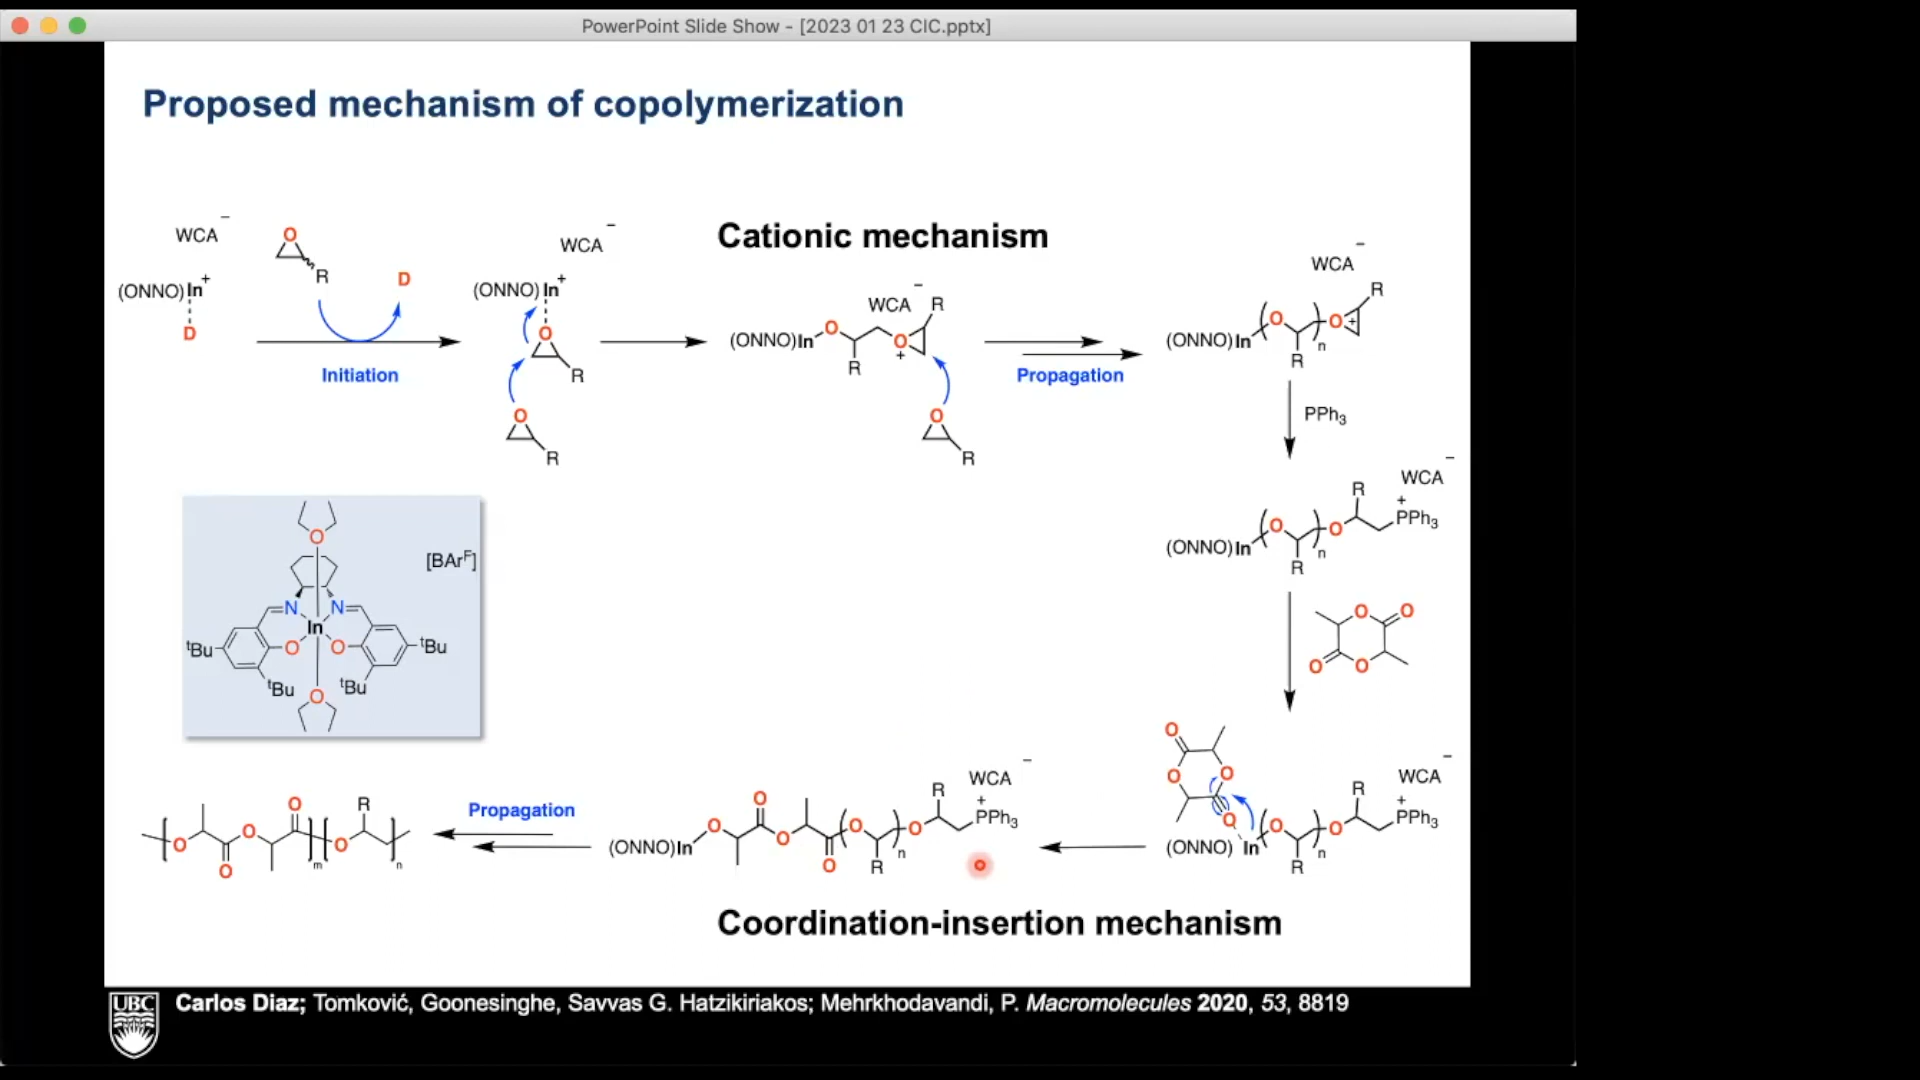 PowerPoint Slide Show - [2023 01 23 CIC.pptx]
Proposed mechanism of copolymerization
Cationic mechanism
WCA −
(ONNO)In+
D
O
R
D
Initiation
WCA −
(ONNO)In+
O
R
O
R
WCA −
(ONNO)In
O
R
O
+
R
O
R
Propagation
WCA −
(ONNO)In
(
O
R
)n
O
+
R
PPh3
WCA −
(ONNO)In
(
O
R
)n
O
R
+
PPh3
O
O
O
O
[BArF]
O
N
N
In
O
O
tBu
tBu
tBu
tBu
O
O
O
O
O
WCA −
(ONNO) In
(
O
R
)n
O
R
+
PPh3
WCA −
(ONNO)In
O
O
O
O
(
O
R
)n
O
R
+
PPh3
Propagation
O
O
O
O
m
O
R
n
Coordination-insertion mechanism
UBC
Carlos Diaz; Tomković, Goonesinghe, Savvas G. Hatzikiriakos; Mehrkhodavandi, P. Macromolecules 2020, 53, 8819